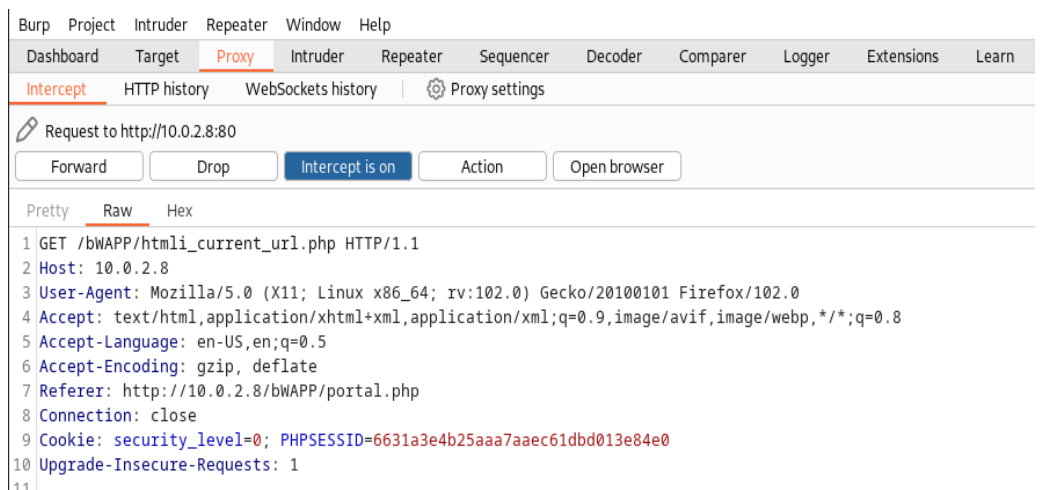 Burp Project Intruder Repeater Window Help
Dashboard Target Proxy Intruder Repeater Sequencer Decoder Comparer Logger Extensions Learn
Intercept HTTP history WebSockets history Proxy settings
Request to http://10.0.2.8:80
Forward Drop Intercept is on Action Open browser
Pretty Raw Hex
1 GET /bWAPP/htmli_current_url.php HTTP/1.1
2 Host: 10.0.2.8
3 User-Agent: Mozilla/5.0 (X11; Linux x86_64; rv:102.0) Gecko/20100101 Firefox/102.0
4 Accept: text/html,application/xhtml+xml,application/xml;q=0.9,image/avif,image/webp,*/*;q=0.8
5 Accept-Language: en-US,en;q=0.5
6 Accept-Encoding: gzip, deflate
7 Referer: http://10.0.2.8/bWAPP/portal.php
8 Connection: close
9 Cookie: security_level=0; PHPSESSID=6631a3e4b25aaa7aaec61dbd013e84e0
10 Upgrade-Insecure-Requests: 1
11